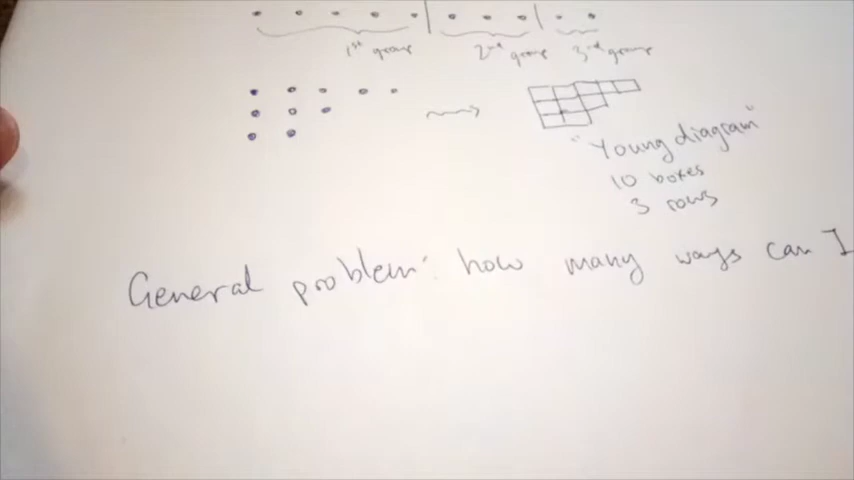 1st group 2nd group 3rd group
"Young diagram"
10 boxes
3 rows
General problem: how many ways can I